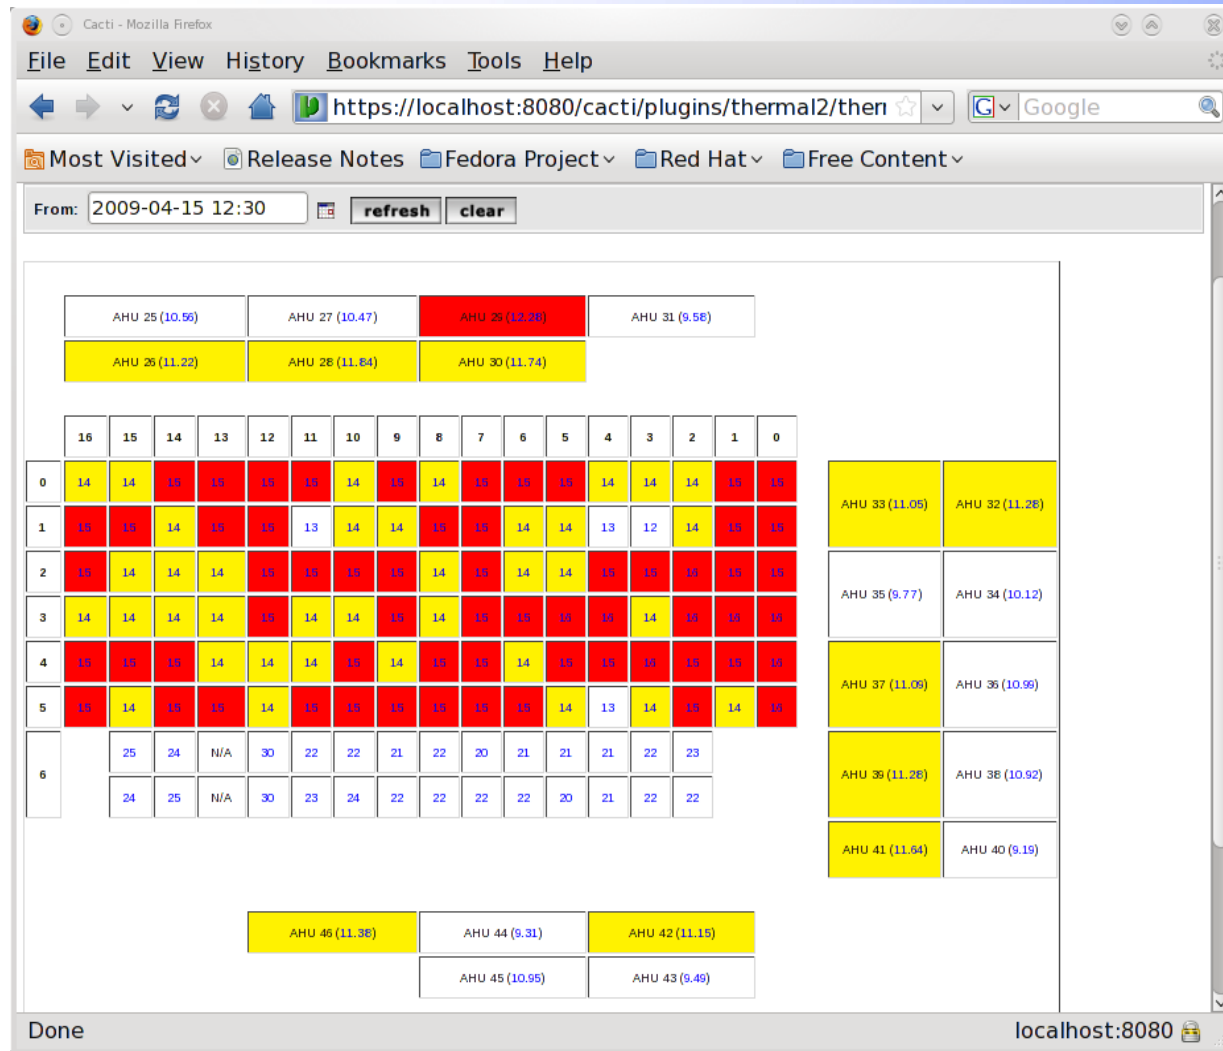 Cacti - Mozilla Firefox
File Edit View History Bookmarks Tools Help
https://localhost:8080/cacti/plugins/thermal2/ther G Google
Most Visited Release Notes Fedora Project Red Hat Free Content
From: 2009-04-15 12:30 refresh clear
AHU 25 (10.56) AHU 27 (10.47) AHU 29 (12.28) AHU 31 (9.58)
AHU 26 (11.22) AHU 28 (11.84) AHU 30 (11.74)
16 15 14 13 12 11 10 9 8 7 6 5 4 3 2 1 0
0 14 14 15 15 15 15 14 15 14 15 15 15 14 14 14 15 15
AHU 33 (11.05) AHU 32 (11.28)
1 15 15 14 15 15 13 14 14 15 15 14 14 13 12 14 15 15
2 15 14 14 14 15 15 15 15 14 15 14 14 15 15 16 15 15
AHU 35 (9.77) AHU 34 (10.12)
3 14 14 14 14 15 14 14 15 14 15 15 16 16 14 16 16 16
4 15 15 15 14 14 14 15 14 15 15 14 15 15 16 15 15 16
AHU 37 (11.09) AHU 36 (10.99)
5 15 14 15 15 14 15 15 15 15 15 15 14 13 14 15 14 16
25 24 N/A 30 22 22 21 22 20 21 21 21 22 23
6
AHU 39 (11.28) AHU 38 (10.92)
24 25 N/A 30 23 24 22 22 22 22 20 21 22 22
AHU 41 (11.64) AHU 40 (9.19)
AHU 46 (11.38) AHU 44 (9.31) AHU 42 (11.15)
AHU 45 (10.95) AHU 43 (9.49)
Done localhost:8080